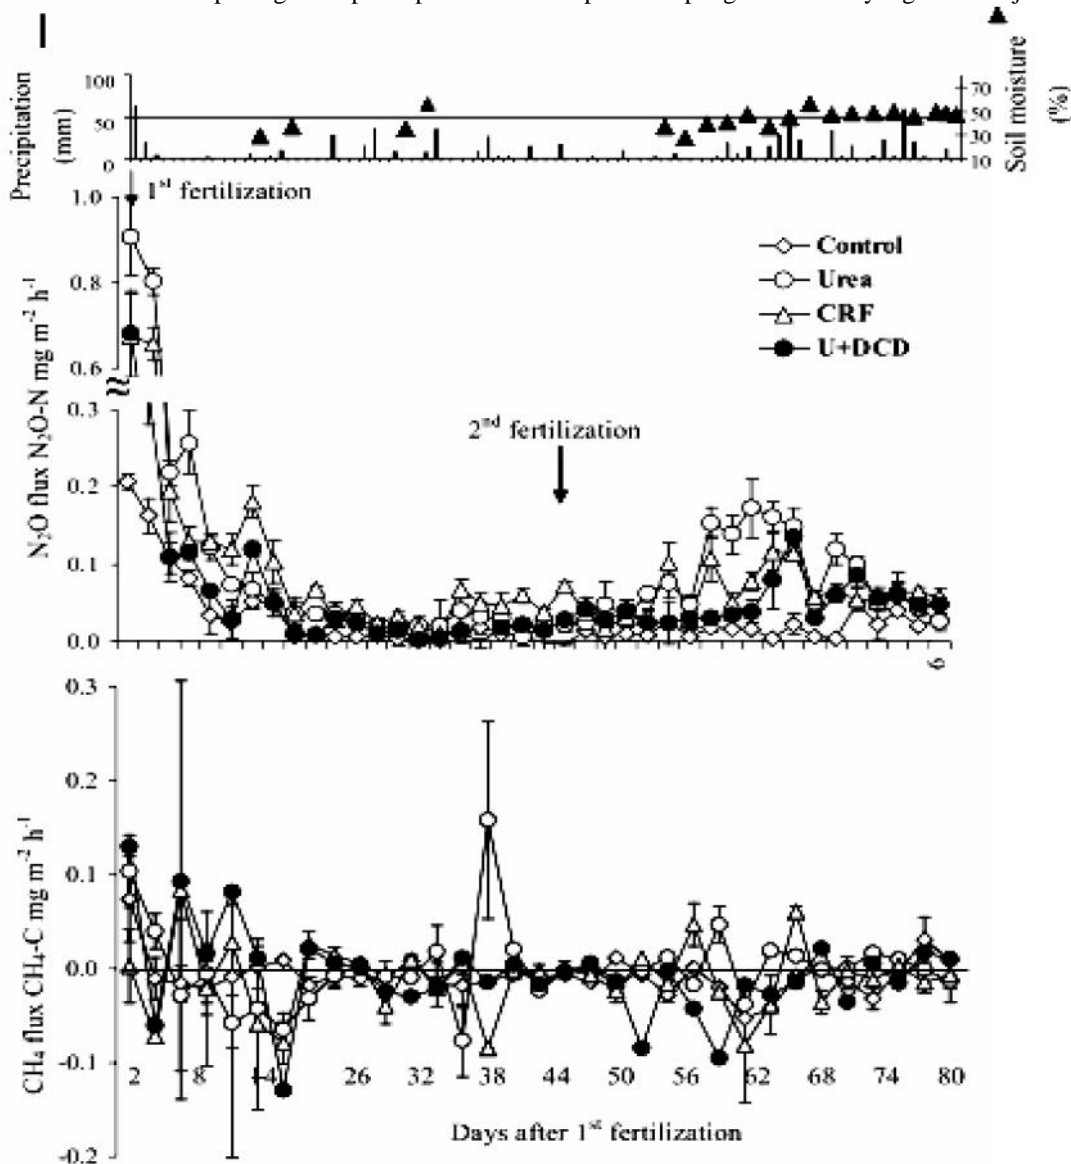 I
Precipitation
(mm)
100
50
0
70
50
30
10
Soil moisture
(%)
1st fertilization
N2O flux N2O-N mg m-2 h-1
1.0
0.8
0.6
0.3
0.2
0.1
0.0
Control
Urea
CRF
U+DCD
2nd fertilization
6
CH4 flux CH4-C mg m-2 h-1
0.3
0.2
0.1
0.0
-0.1
-0.2
2 8 26 32 38 44 50 56 62 68 74 80
Days after 1st fertilization